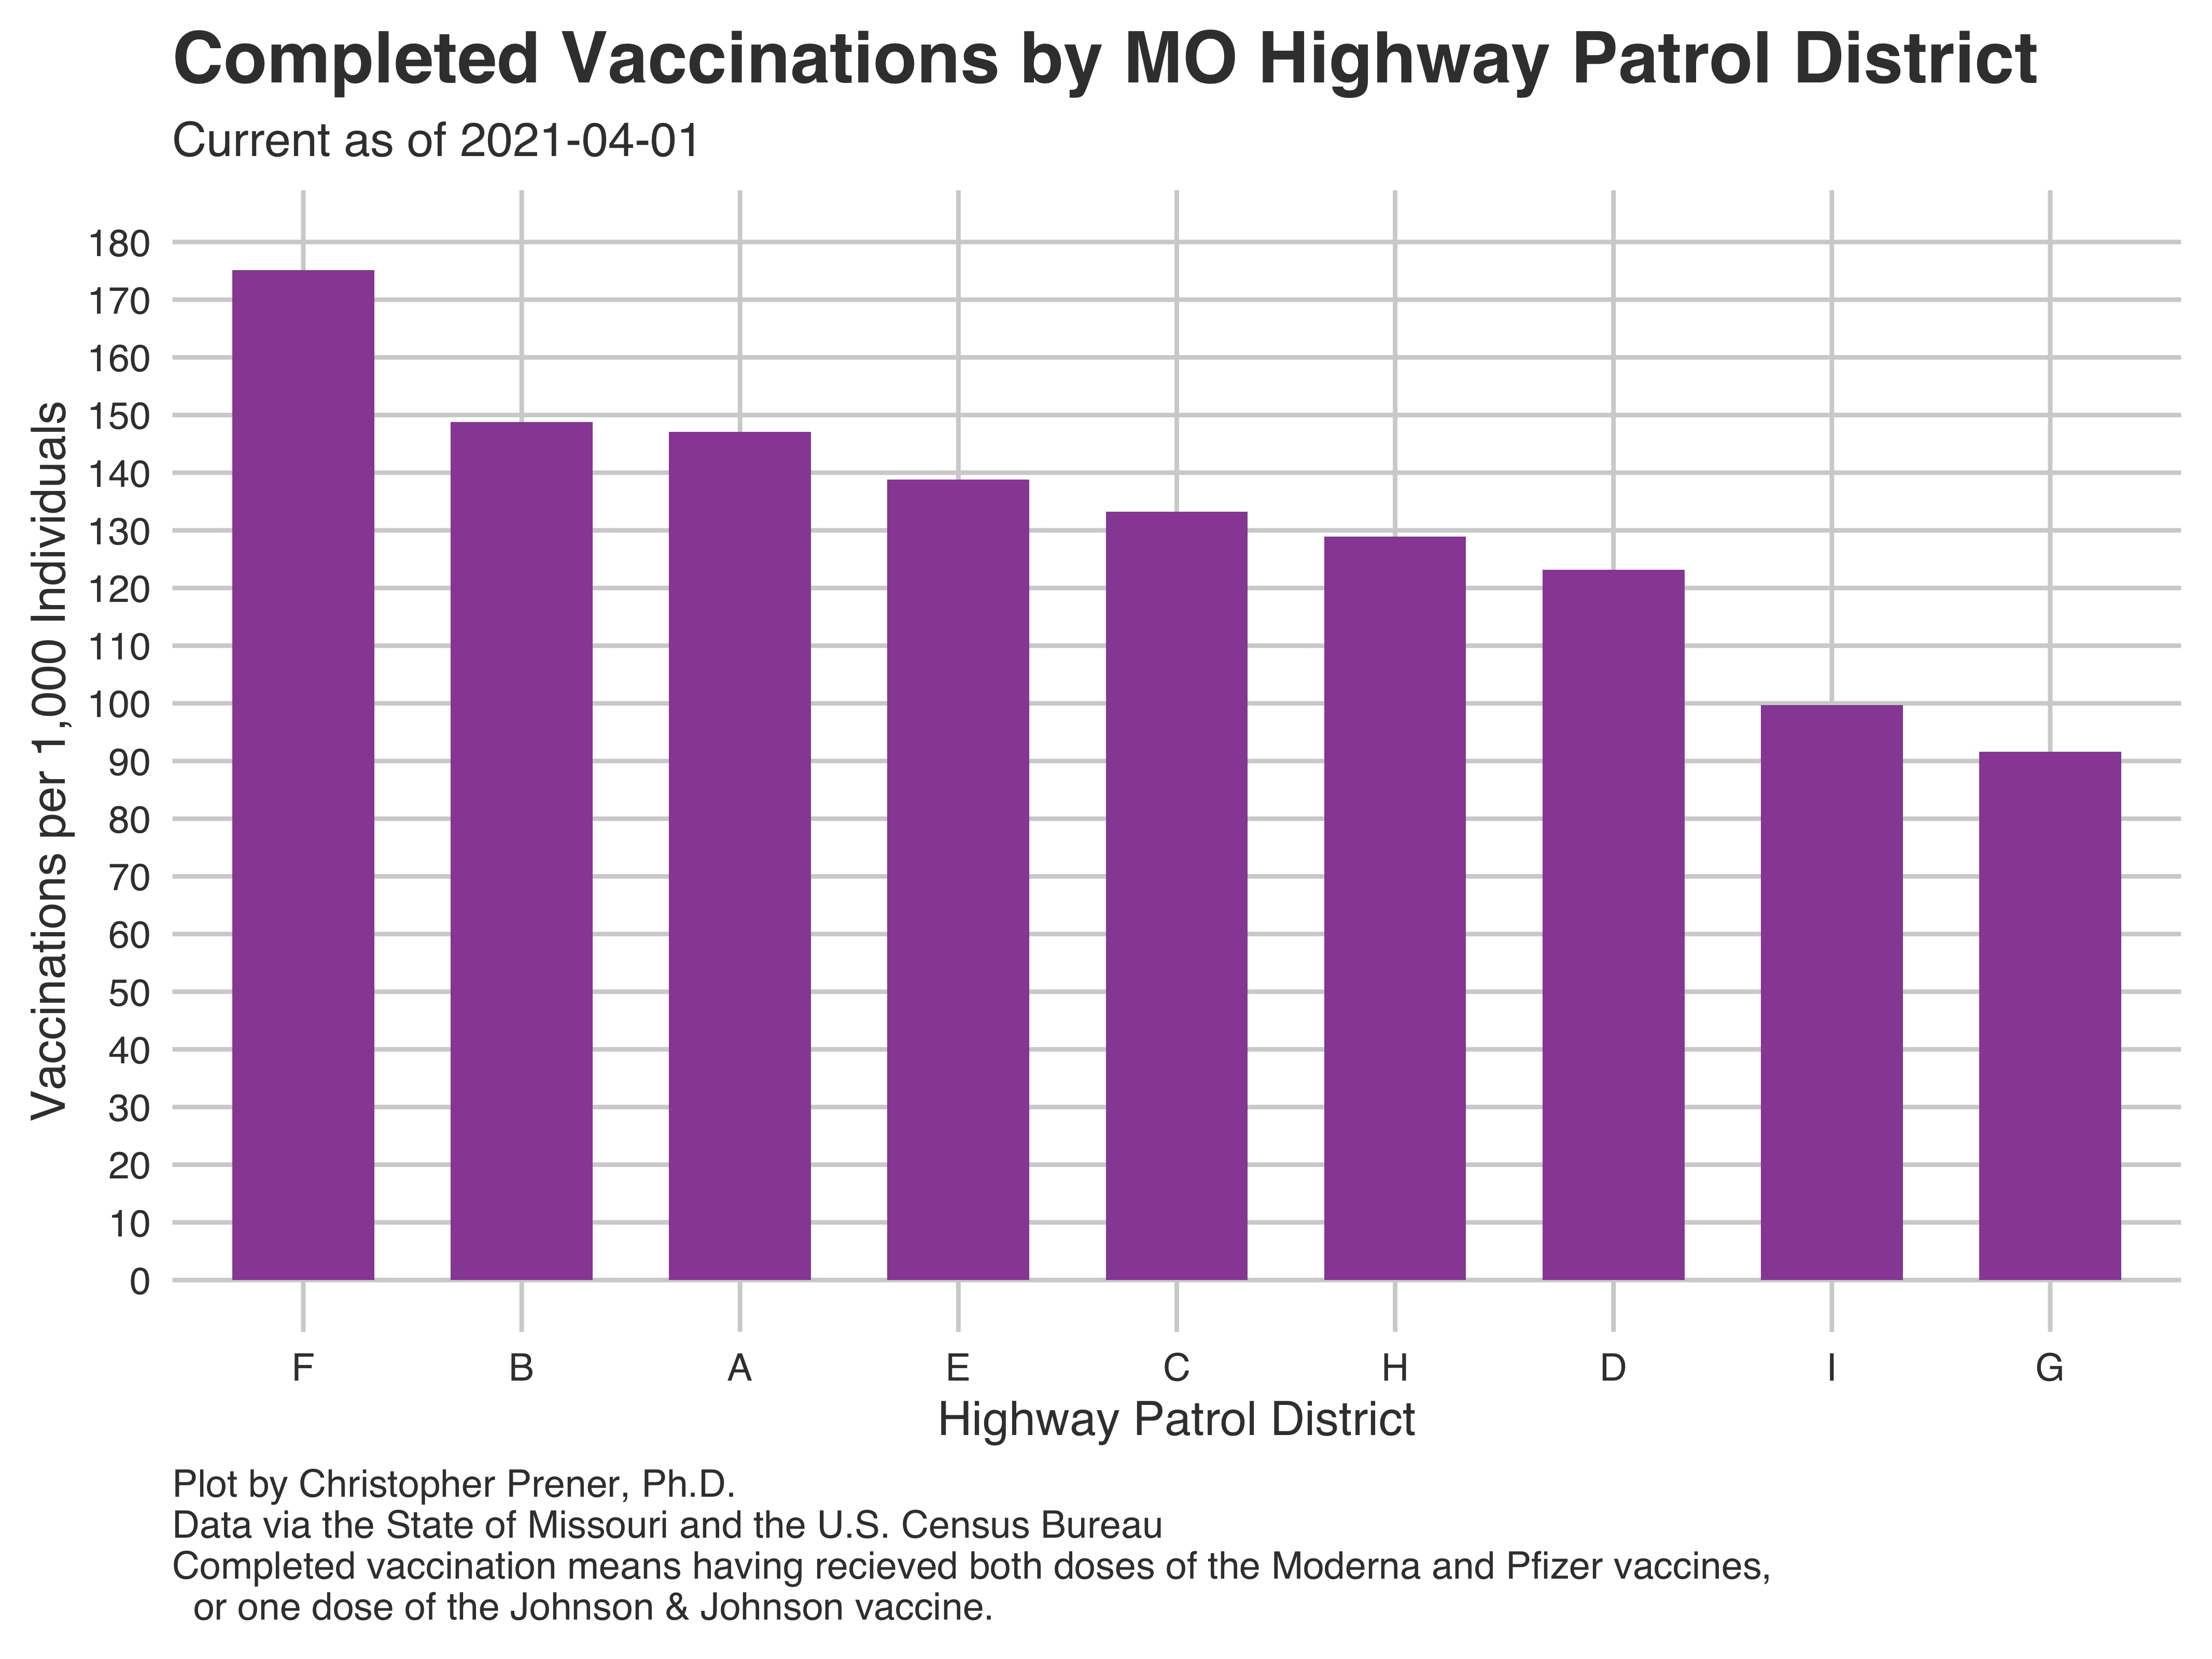 Completed Vaccinations by MO Highway Patrol District
Current as of 2021-04-01
Vaccinations per 1,000 Individuals
180
170
160
150
140
130
120
110
100
90
80
70
60
50
40
30
20
10
0
F B A E C H D I G
Highway Patrol District
Plot by Christopher Prener, Ph.D.
Data via the State of Missouri and the U.S. Census Bureau
Completed vaccination means having recieved both doses of the Moderna and Pfizer vaccines,
or one dose of the Johnson & Johnson vaccine.